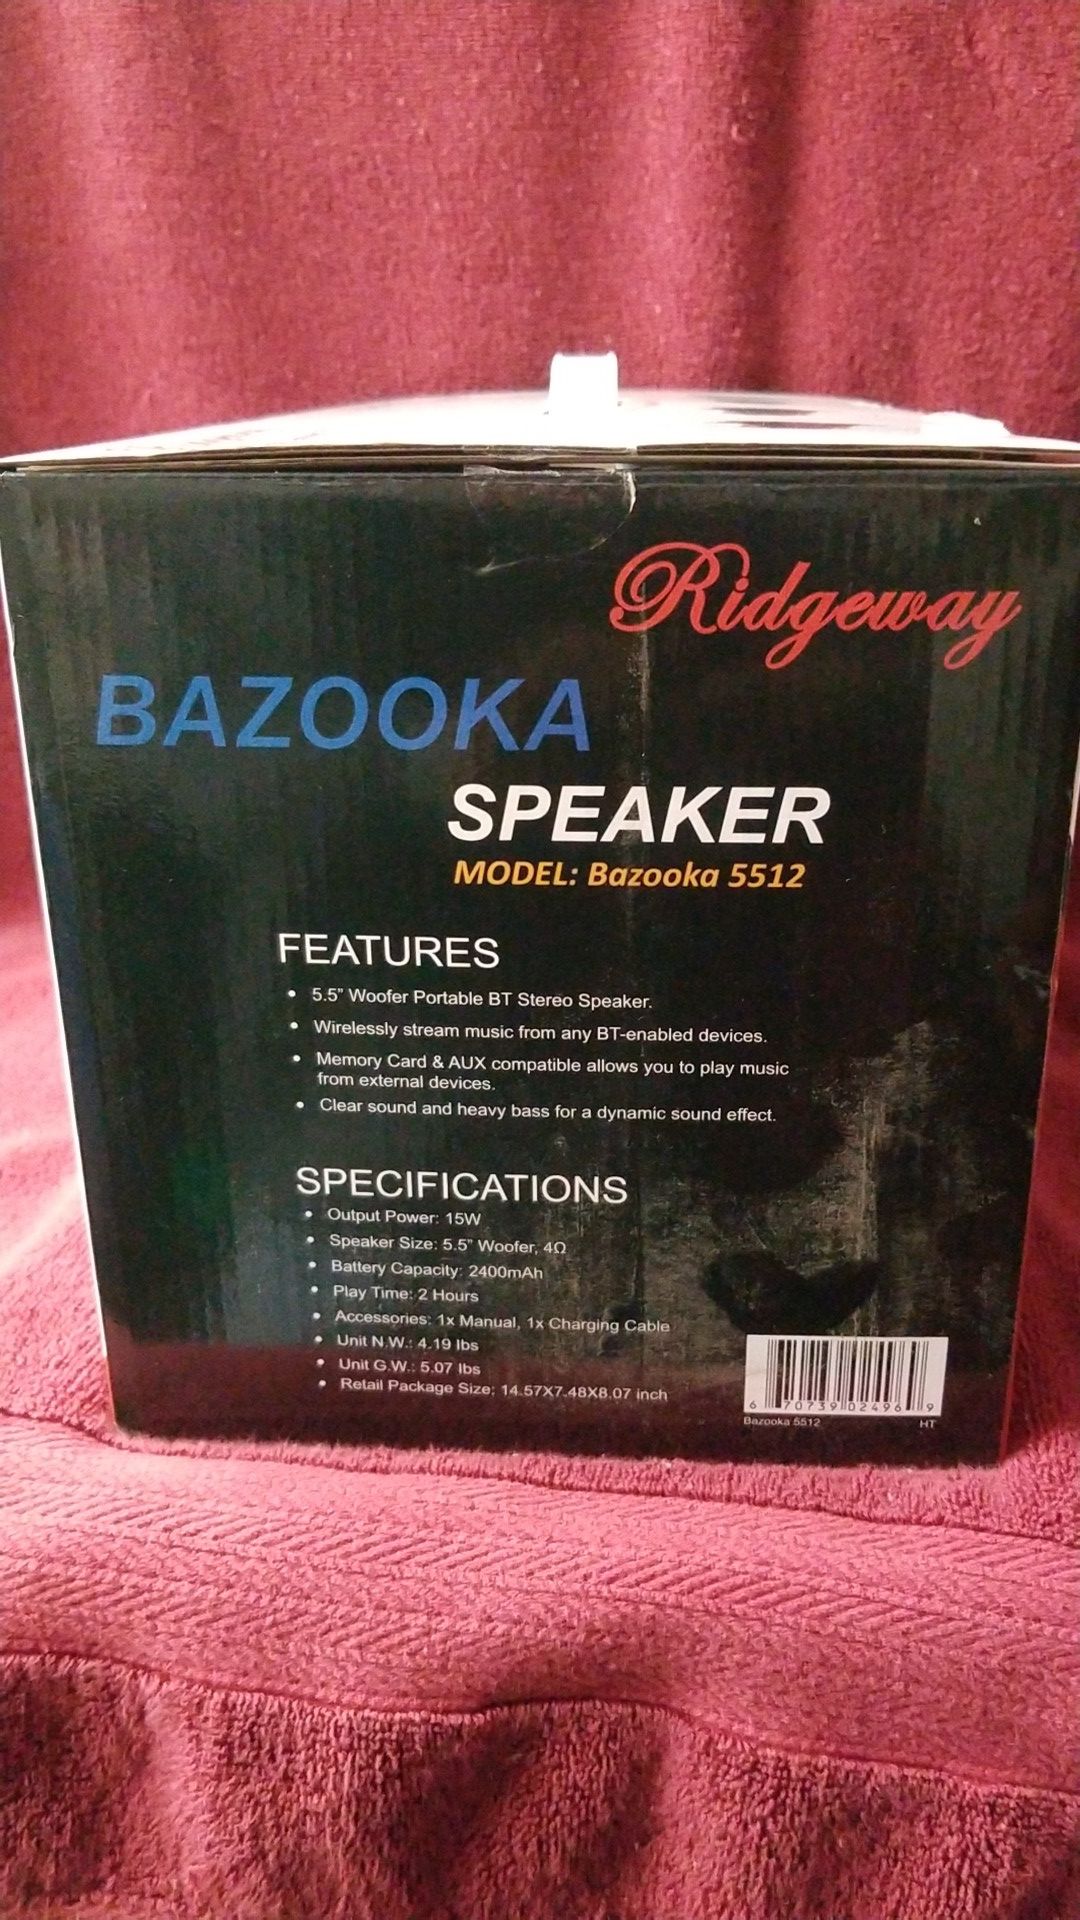 Ridgeway
BAZOOKA
SPEAKER
MODEL: Bazooka 5512
FEATURES
• 5.5" Woofer Portable BT Stereo Speaker.
• Wirelessly stream music from any BT-enabled devices.
• Memory Card & AUX compatible allows you to play music
from external devices.
• Clear sound and heavy bass for a dynamic sound effect.
SPECIFICATIONS
• Output Power: 15W
• Speaker Size: 5.5" Woofer, 4Ω
• Battery Capacity: 2400mAh
• Play Time: 2 Hours
• Accessories: 1x Manual, 1x Charging Cable
• Unit N.W.: 4.19 lbs
• Unit G.W.: 5.07 lbs
• Retail Package Size: 14.57X7.48X8.07 inch
6 70739 02496 9
Bazooka 5512 HT